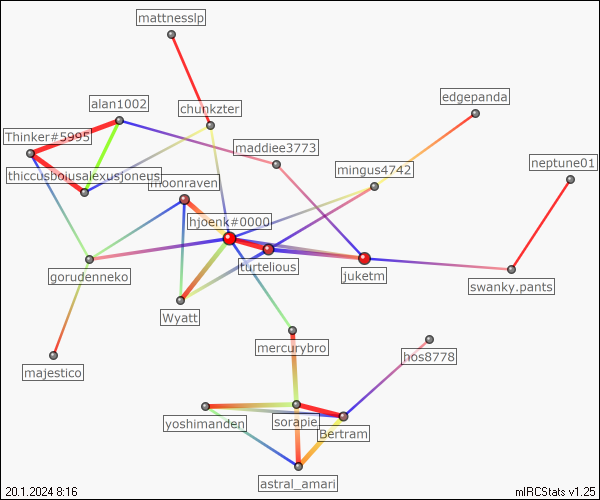 mattnesslp
edgepanda
alan1002
chunkzter
Thinker#5995
maddiee3773
neptune01
mingus4742
thiccusboiusalexusjoneus
moonraven
hjoenk#0000
turtelious
gorudenneko
juketm
swanky.pants
Wyatt
mercurybro
hos8778
majestico
yoshimanden
sorapie
Bertram
astral_amari
20.1.2024 8:16
mIRCStats v1.25